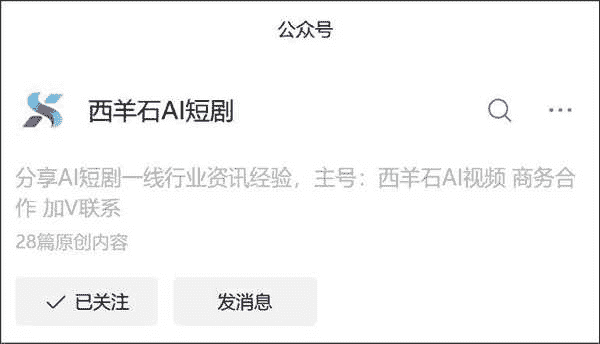 公众号
西羊石AI短剧
分享AI短剧一线行业资讯经验，主号：西羊石AI视频 商务合
作 加V联系
28篇原创内容
已关注
发消息